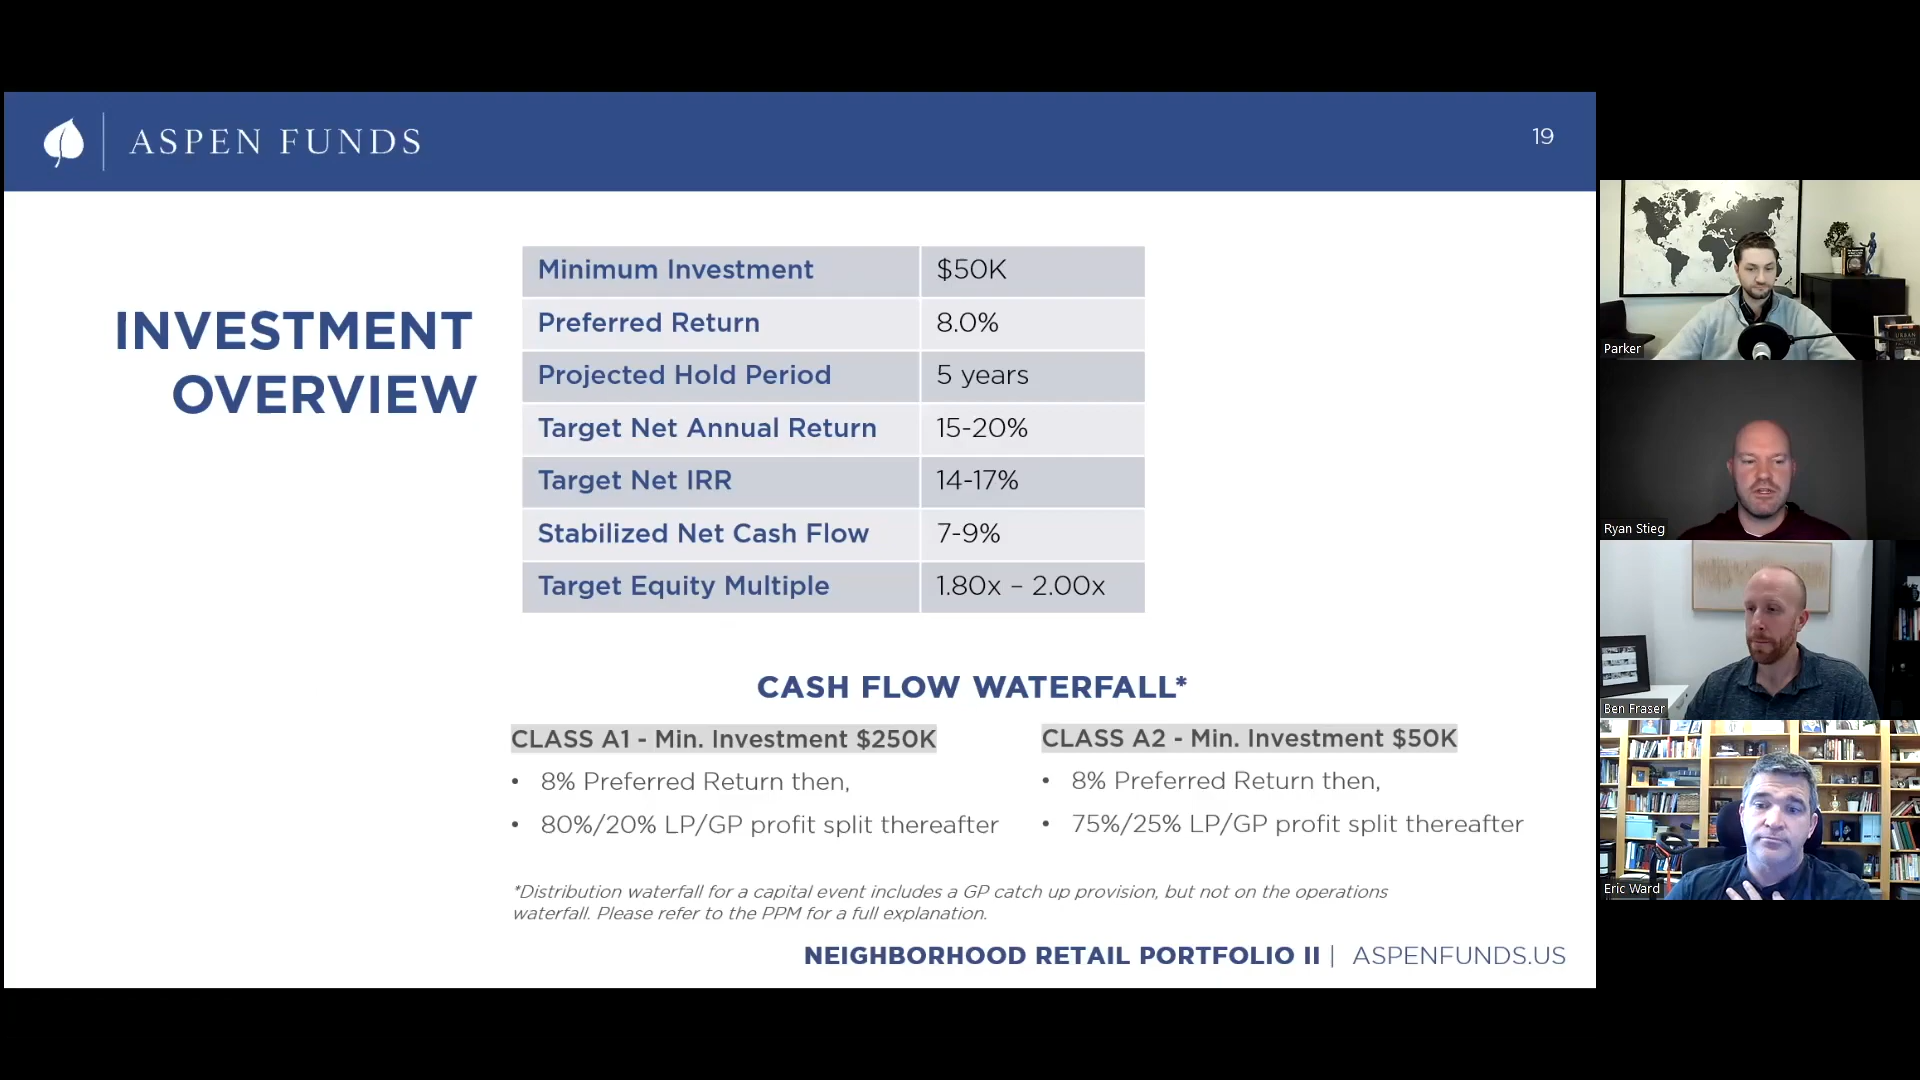 ASPEN FUNDS
19
INVESTMENT
OVERVIEW
Minimum Investment $50K
Preferred Return 8.0%
Projected Hold Period 5 years
Target Net Annual Return 15-20%
Target Net IRR 14-17%
Stabilized Net Cash Flow 7-9%
Target Equity Multiple 1.80x – 2.00x
CASH FLOW WATERFALL*
CLASS A1 - Min. Investment $250K
• 8% Preferred Return then,
• 80%/20% LP/GP profit split thereafter
CLASS A2 - Min. Investment $50K
• 8% Preferred Return then,
• 75%/25% LP/GP profit split thereafter
*Distribution waterfall for a capital event includes a GP catch up provision, but not on the operations
waterfall. Please refer to the PPM for a full explanation.
NEIGHBORHOOD RETAIL PORTFOLIO II | ASPENFUNDS.US
Parker
Ryan Stieg
Ben Fraser
Eric Ward